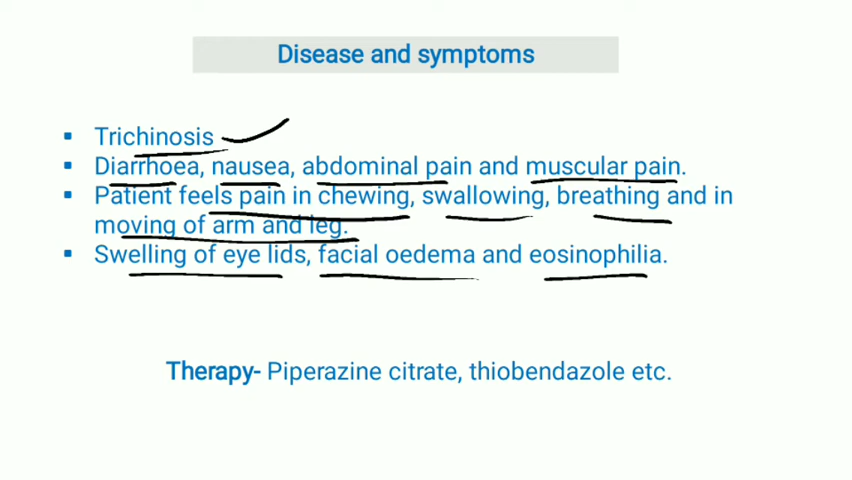 Disease and symptoms
▪ Trichinosis
▪ Diarrhoea, nausea, abdominal pain and muscular pain.
▪ Patient feels pain in chewing, swallowing, breathing and in
moving of arm and leg.
▪ Swelling of eye lids, facial oedema and eosinophilia.
Therapy- Piperazine citrate, thiobendazole etc.